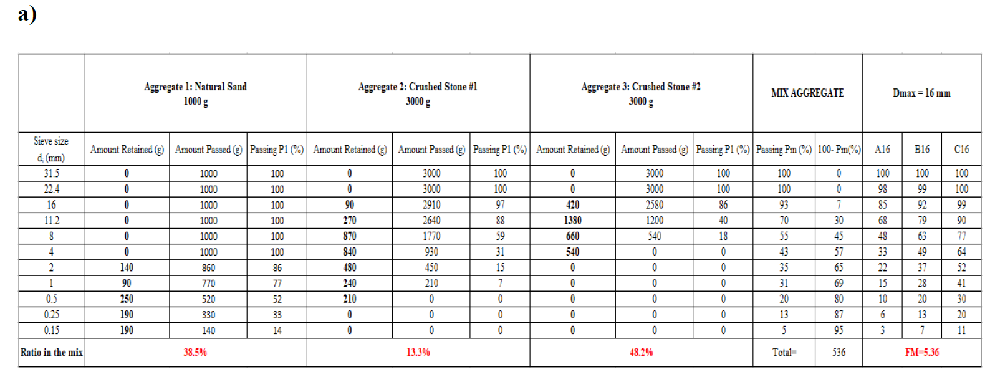 a)
Aggregate 1: Natural Sand
1000 g
Aggregate 2: Crushed Stone #1
3000 g
Aggregate 3: Crushed Stone #2
3000 g
MIX AGGREGATE
Dmax = 16 mm
Sieve size
di (mm)
Amount Retained (g) Amount Passed (g) Passing P1 (%) Amount Retained (g) Amount Passed (g) Passing P1 (%) Amount Retained (g) Amount Passed (g) Passing P1 (%) Passing Pm (%) 100- Pm(%) A16 B16 C16
31.5 0 1000 100 0 3000 100 0 3000 100 100 0 100 100 100
22.4 0 1000 100 0 3000 100 0 3000 100 100 0 98 99 100
16 0 1000 100 90 2910 97 420 2580 86 93 7 85 92 99
11.2 0 1000 100 270 2640 88 1380 1200 40 70 30 68 79 90
8 0 1000 100 870 1770 59 660 540 18 55 45 48 63 77
4 0 1000 100 840 930 31 540 0 0 43 57 33 49 64
2 140 860 86 480 450 15 0 0 0 35 65 22 37 52
1 90 770 77 240 210 7 0 0 0 31 69 15 28 41
0.5 250 520 52 210 0 0 0 0 0 20 80 10 20 30
0.25 190 330 33 0 0 0 0 0 0 13 87 6 13 20
0.15 190 140 14 0 0 0 0 0 0 5 95 3 7 11
Ratio in the mix 38.5% 13.3% 48.2% Total= 536 FM=5.36